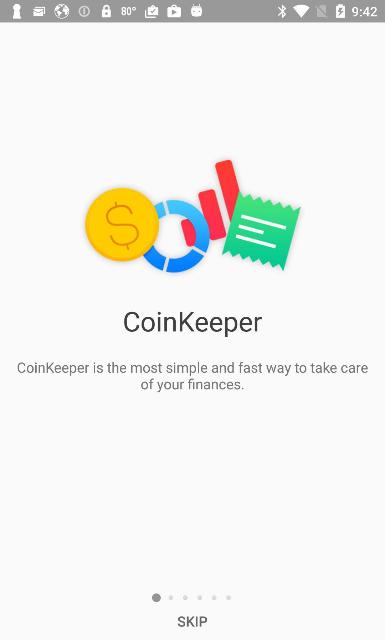 80° 9:42
$
CoinKeeper
CoinKeeper is the most simple and fast way to take care
of your finances.
SKIP